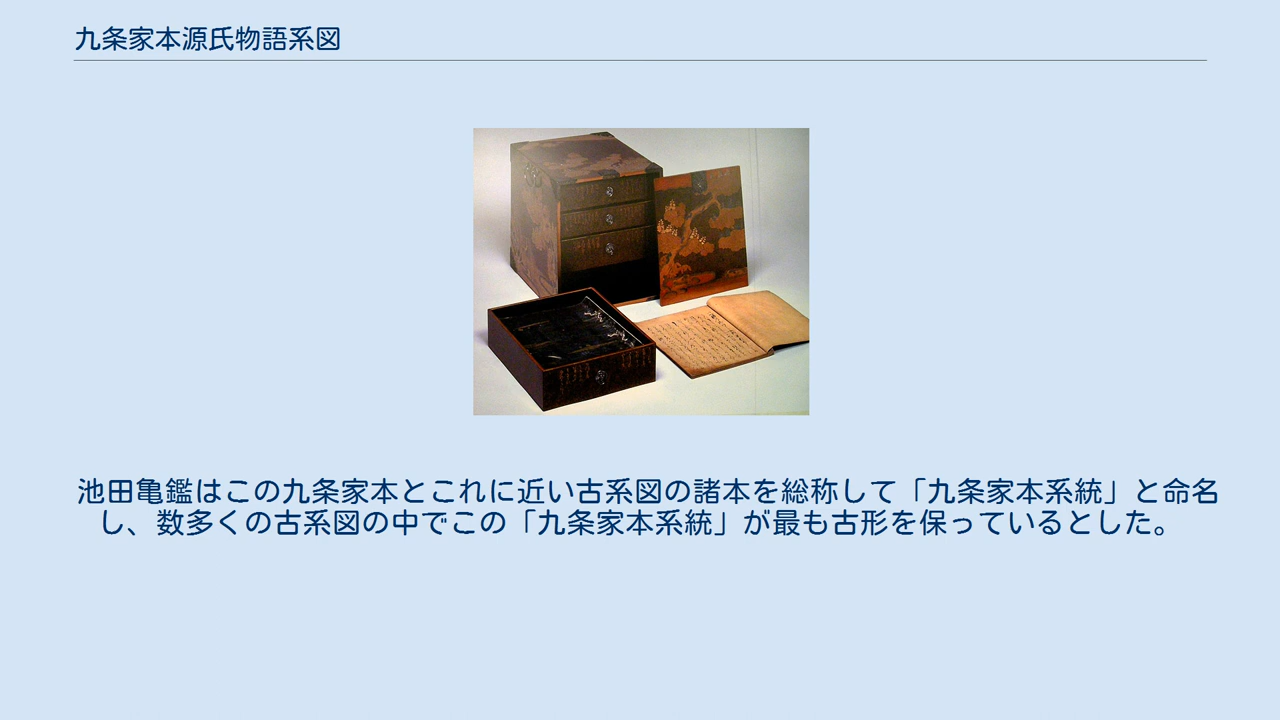 九条家本源氏物語系図
池田亀鑑はこの九条家本とこれに近い古系図の諸本を総称して「九条家本系統」と命名
し、数多くの古系図の中でこの「九条家本系統」が最も古形を保っているとした。